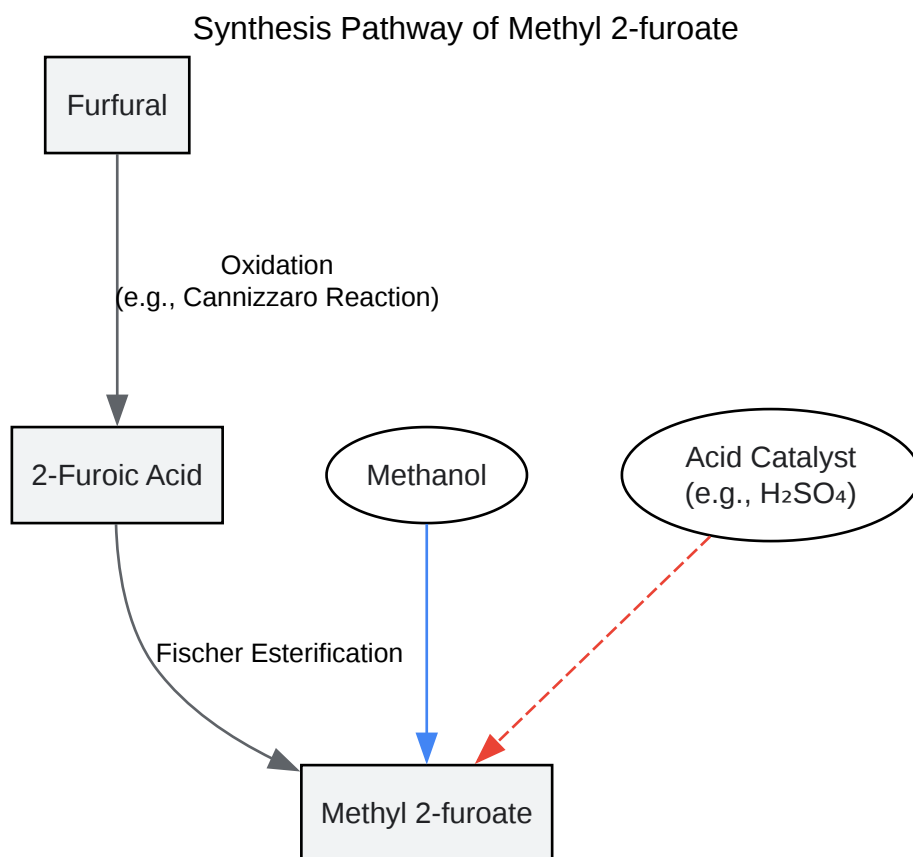 Synthesis Pathway of Methyl 2-furoate
Furfural
Oxidation
(e.g., Cannizzaro Reaction)
2-Furoic Acid
Methanol
Acid Catalyst
(e.g., H₂SO₄)
Fischer Esterification
Methyl 2-furoate